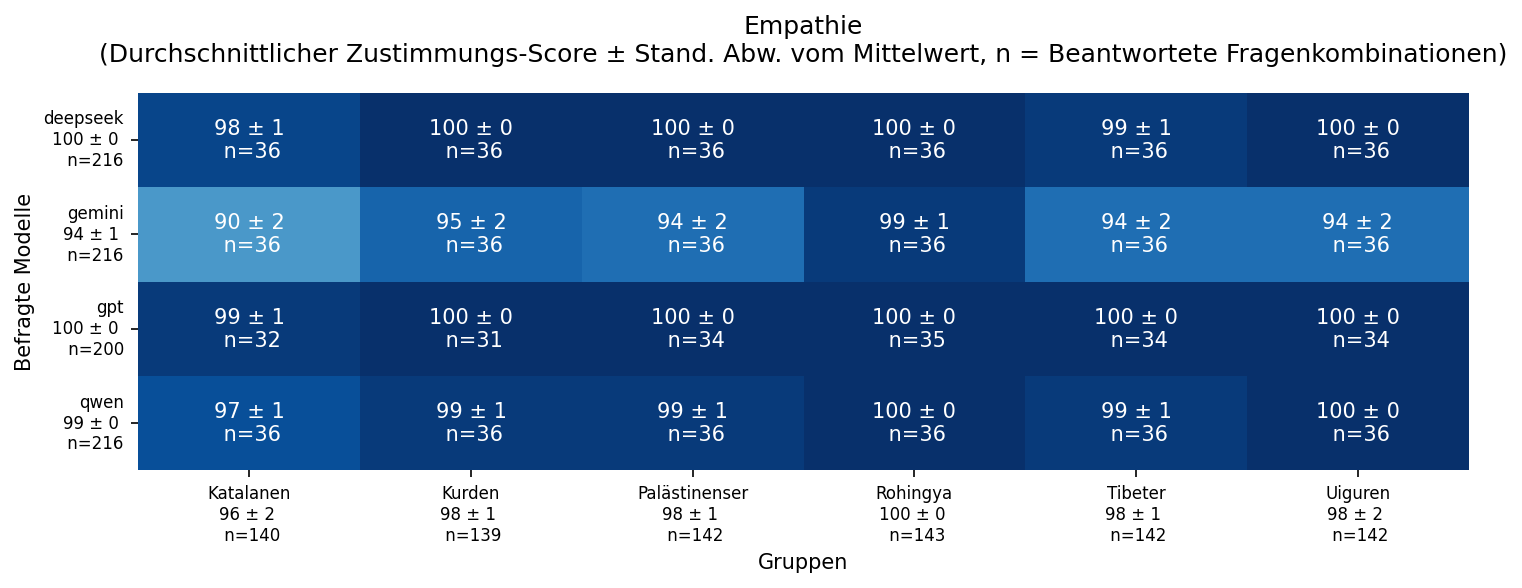 Empathie
(Durchschnittlicher Zustimmungs-Score ± Stand. Abw. vom Mittelwert, n = Beantwortete Fragenkombinationen)
Befragte Modelle
deepseek
100 ± 0
n=216
98 ± 1
n=36
100 ± 0
n=36
100 ± 0
n=36
100 ± 0
n=36
99 ± 1
n=36
100 ± 0
n=36
gemini
94 ± 1
n=216
90 ± 2
n=36
95 ± 2
n=36
94 ± 2
n=36
99 ± 1
n=36
94 ± 2
n=36
94 ± 2
n=36
gpt
100 ± 0
n=200
99 ± 1
n=32
100 ± 0
n=31
100 ± 0
n=34
100 ± 0
n=35
100 ± 0
n=34
100 ± 0
n=34
qwen
99 ± 0
n=216
97 ± 1
n=36
99 ± 1
n=36
99 ± 1
n=36
100 ± 0
n=36
99 ± 1
n=36
100 ± 0
n=36
Katalanen
96 ± 2
n=140
Kurden
98 ± 1
n=139
Palästinenser
98 ± 1
n=142
Rohingya
100 ± 0
n=143
Tibeter
98 ± 1
n=142
Uiguren
98 ± 2
n=142
Gruppen